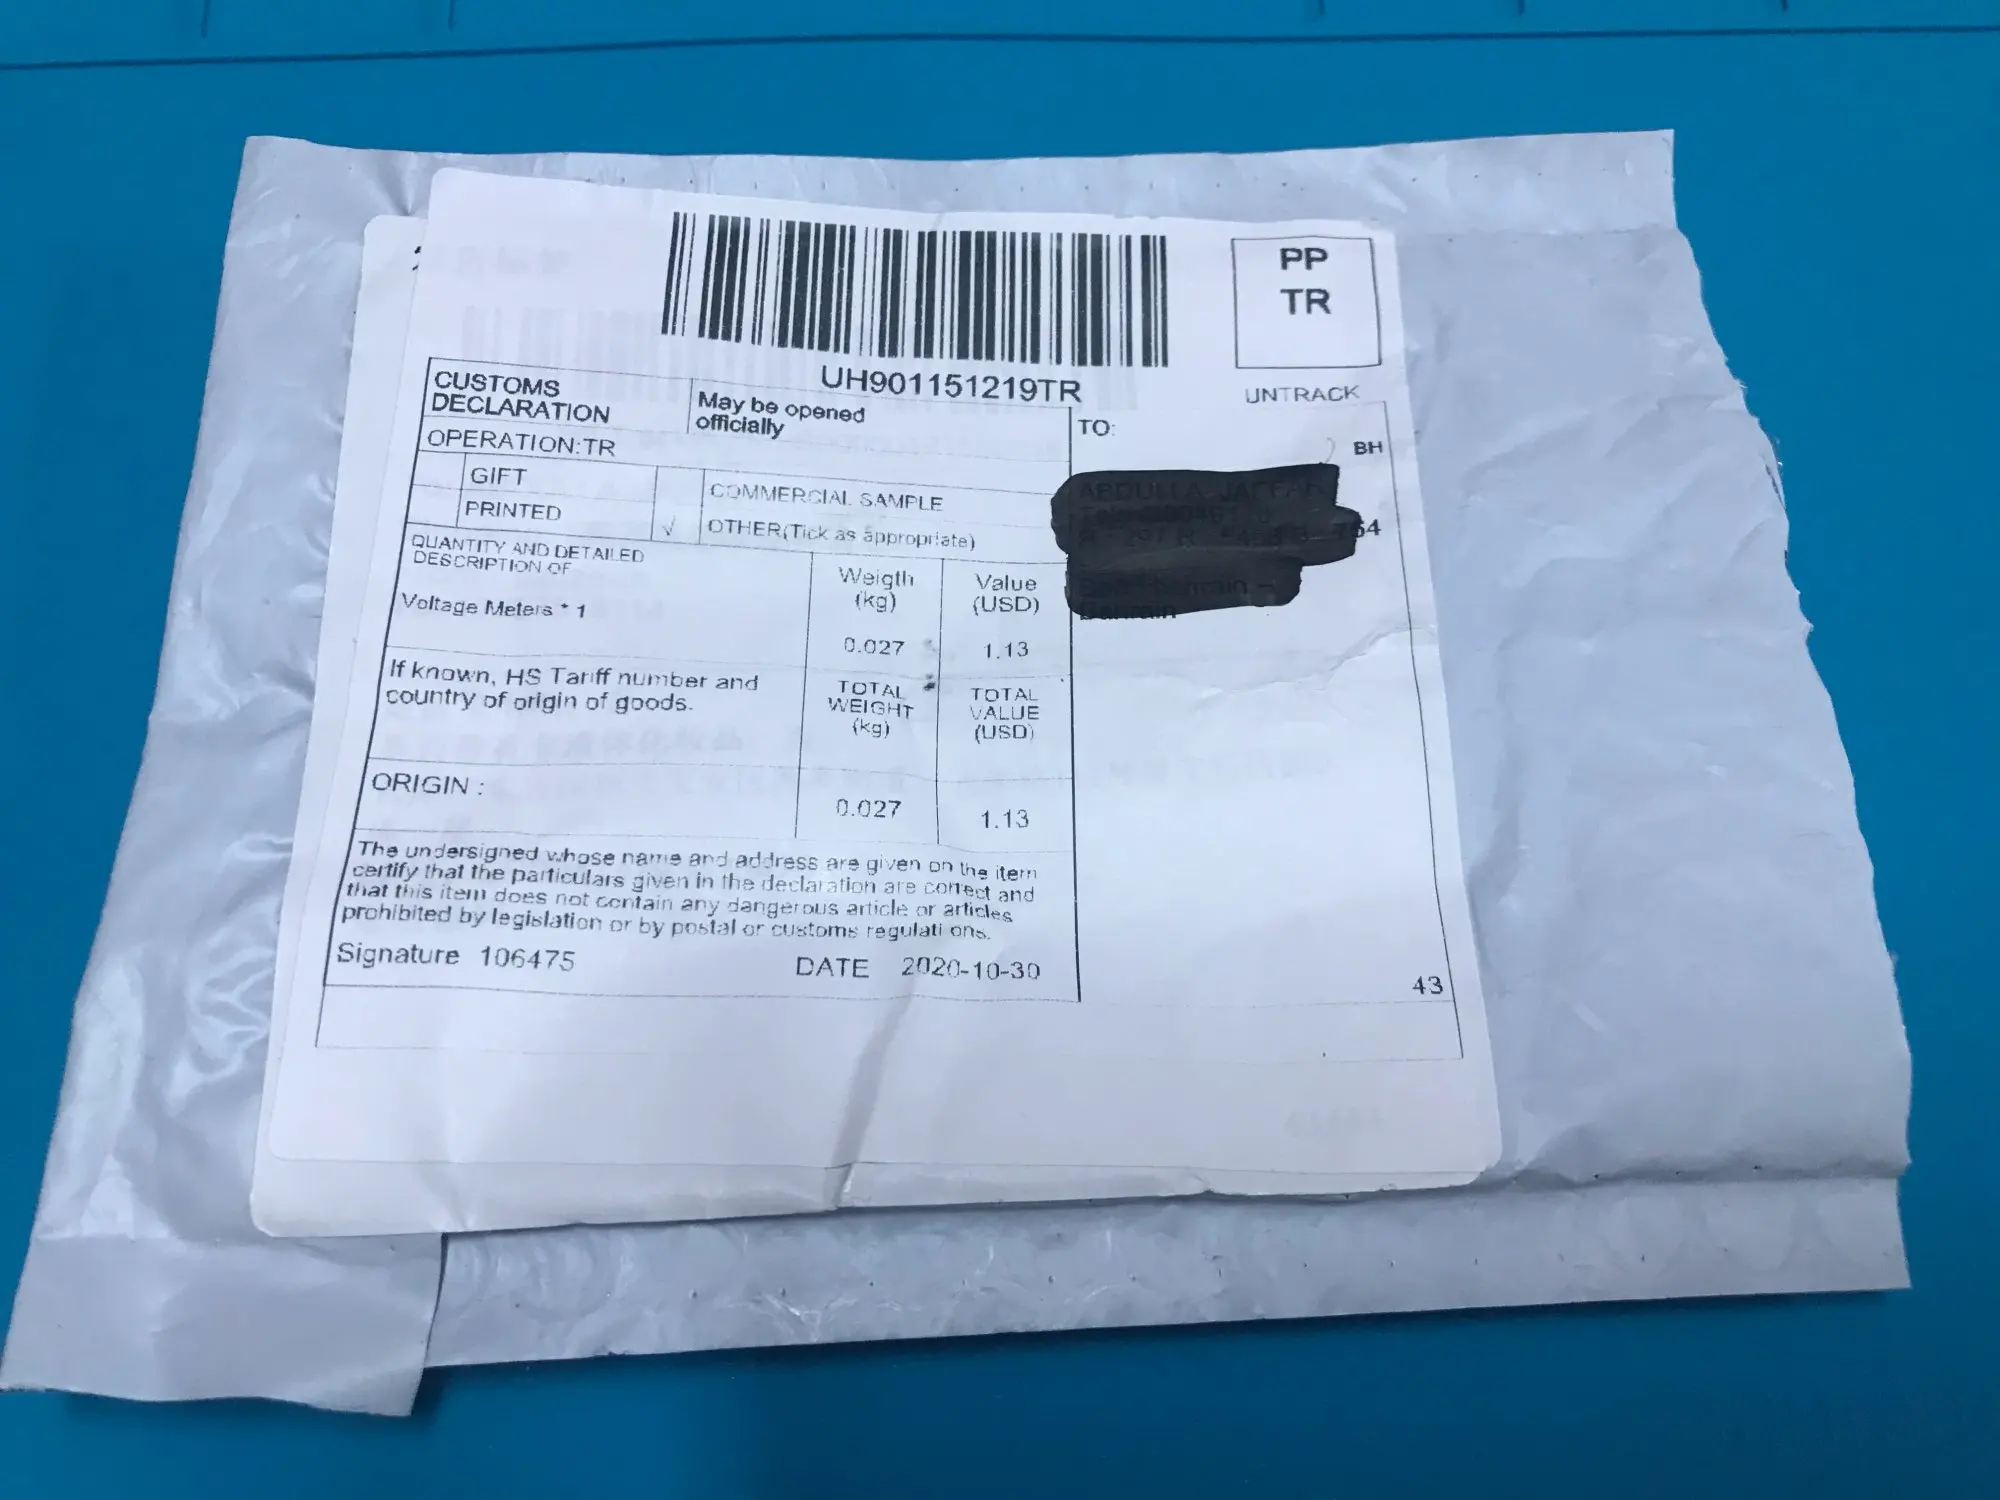 PP
TR
UH901151219TR
UNTRACK
CUSTOMS
DECLARATION
May be opened
officially
OPERATION:TR
GIFT
COMMERCIAL SAMPLE
PRINTED
√
OTHER(Tick as appropriate)
QUANTITY AND DETAILED
DESCRIPTION OF
Weigth
(kg)
Value
(USD)
Voltage Meters * 1
0.027
1.13
If known, HS Tariff number and
country of origin of goods.
TOTAL
WEIGHT
(kg)
TOTAL
VALUE
(USD)
ORIGIN :
0.027
1.13
The undersigned whose name and address are given on the item
certify that the particulars given in the declaration are correct and
that this item does not contain any dangerous article or articles
prohibited by legislation or by postal or customs regulati ons.
Signature 106475
DATE 2020-10-30
TO:
BH
43